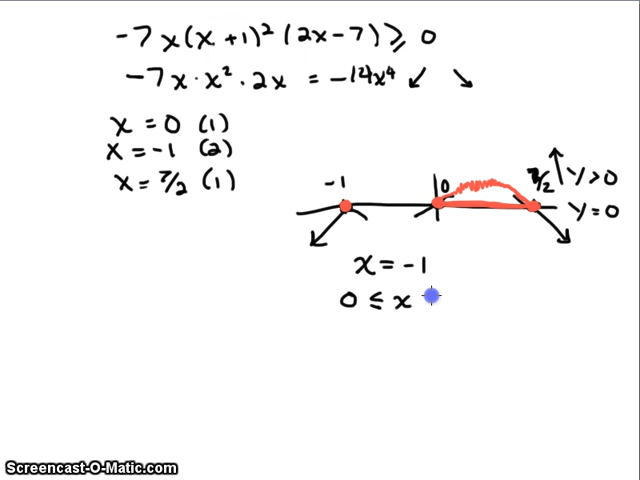 -7x(x+1)²(2x-7) ≥ 0
-7x·x²·2x = -14x⁴ ↙ ↘
x = 0 (1)
x = -1 (2)
x = 7/2 (1)
-1 0 7/2 y>0
y=0
x = -1
0 ≤ x
Screencast-O-Matic.com